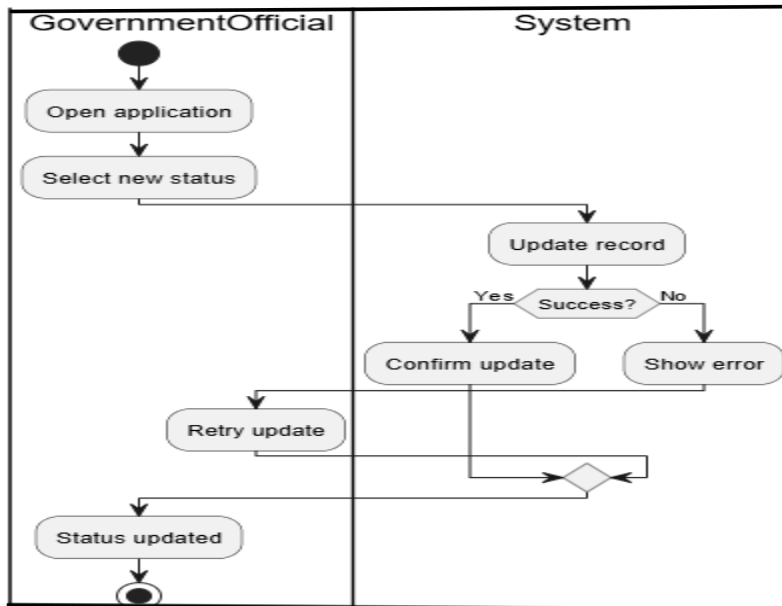 GovernmentOfficial
System
Open application
Select new status
Update record
Success?
Yes
No
Confirm update
Show error
Retry update
Status updated